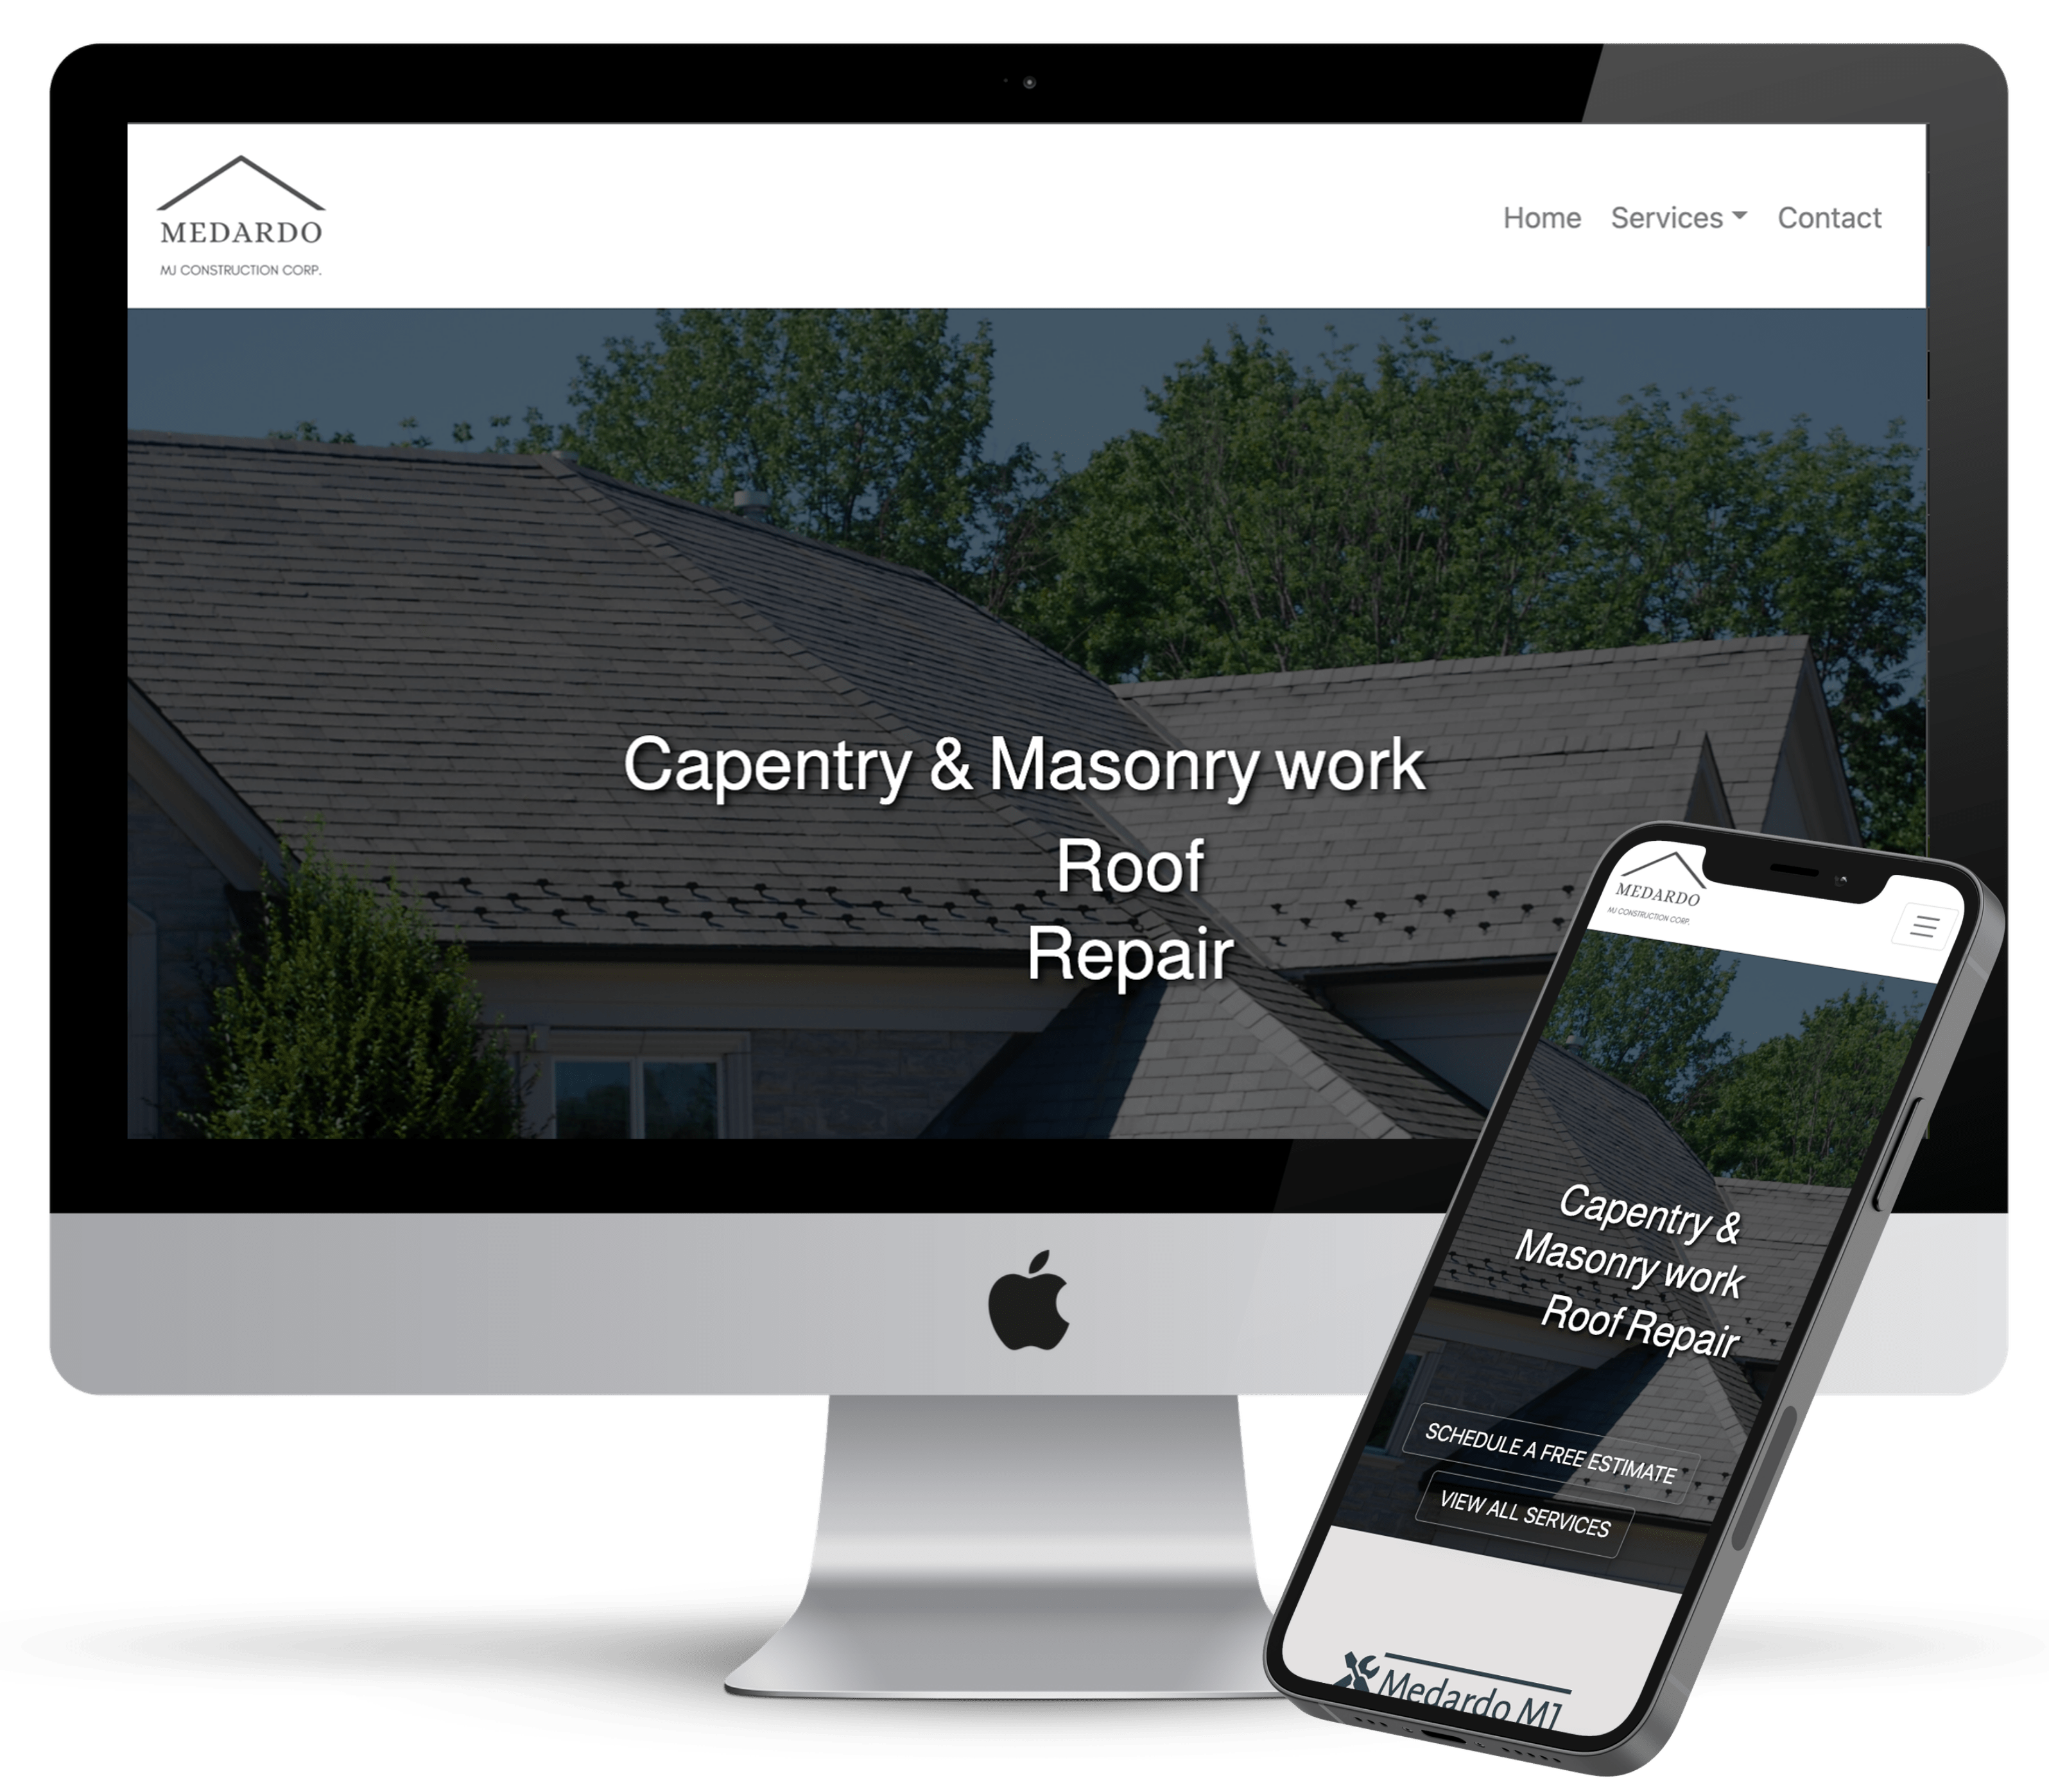 MEDARDO
MJ CONSTRUCTION CORP.
Home Services Contact
Capentry & Masonry work
Roof
Repair
MEDARDO
MJ CONSTRUCTION CORP.
Capentry &
Masonry work
Roof Repair
SCHEDULE A FREE ESTIMATE
VIEW ALL SERVICES
Medardo MJ